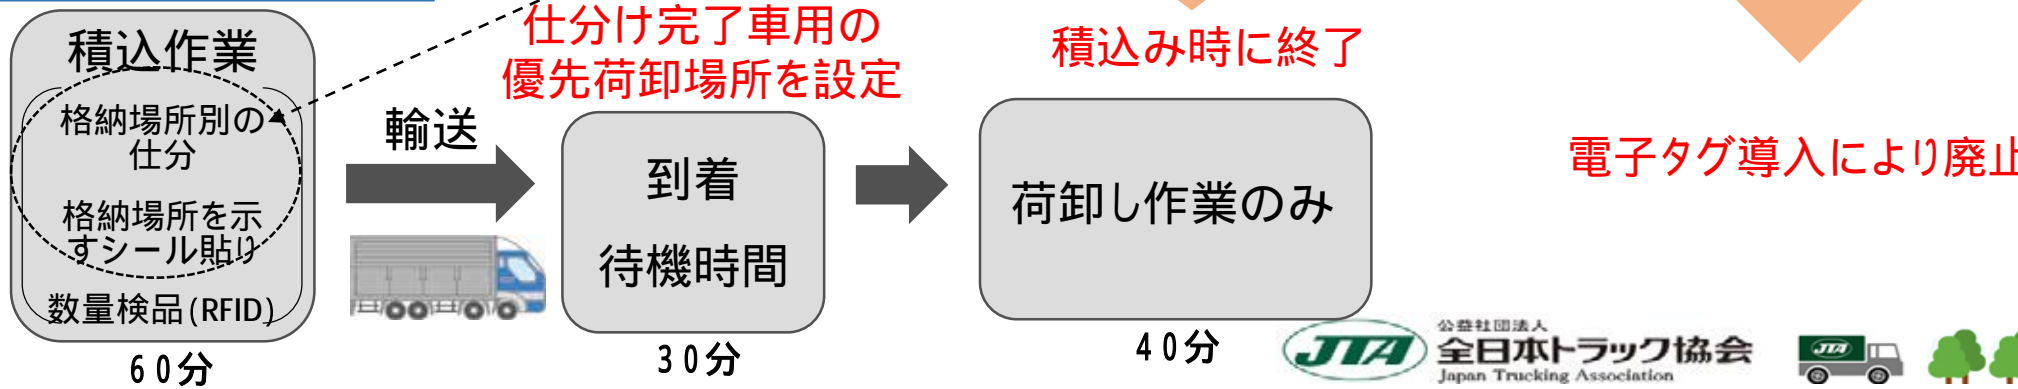 積込作業
格納場所別の
仕分
格納場所を示
すシール貼り
数量検品(RFID)
60分
輸送
仕分け完了車用の
優先荷卸場所を設定
到着
待機時間
30分
積込み時に終了
荷卸し作業のみ
40分
電子タグ導入により廃止
JTA
公益社団法人
全日本トラック協会
Japan Trucking Association
JTA